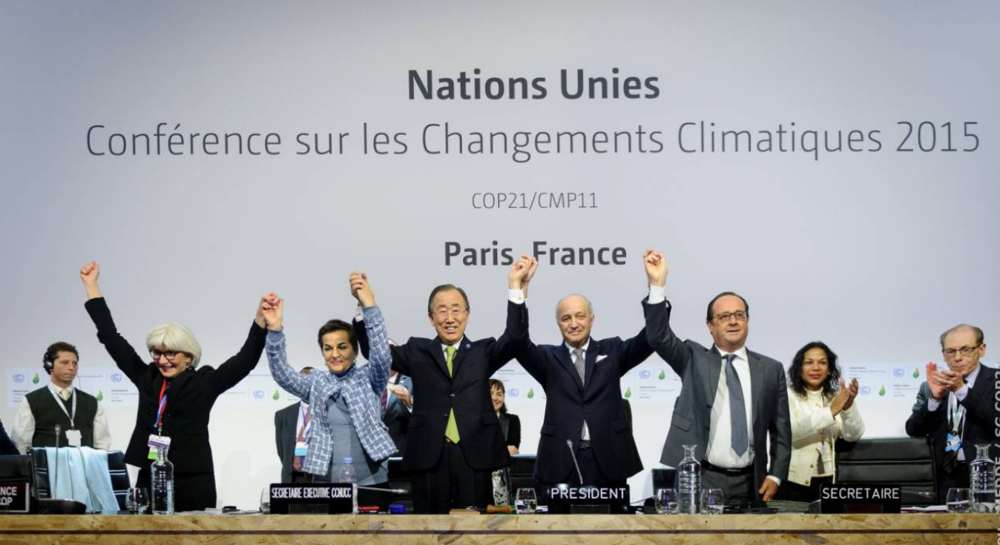 Nations Unies
Conférence sur les Changements Climatiques 2015
COP21/CMP11
Paris, France
SECRETAIRE EXECUTIVE CCNUCC
PRESIDENT
SECRETAIRE